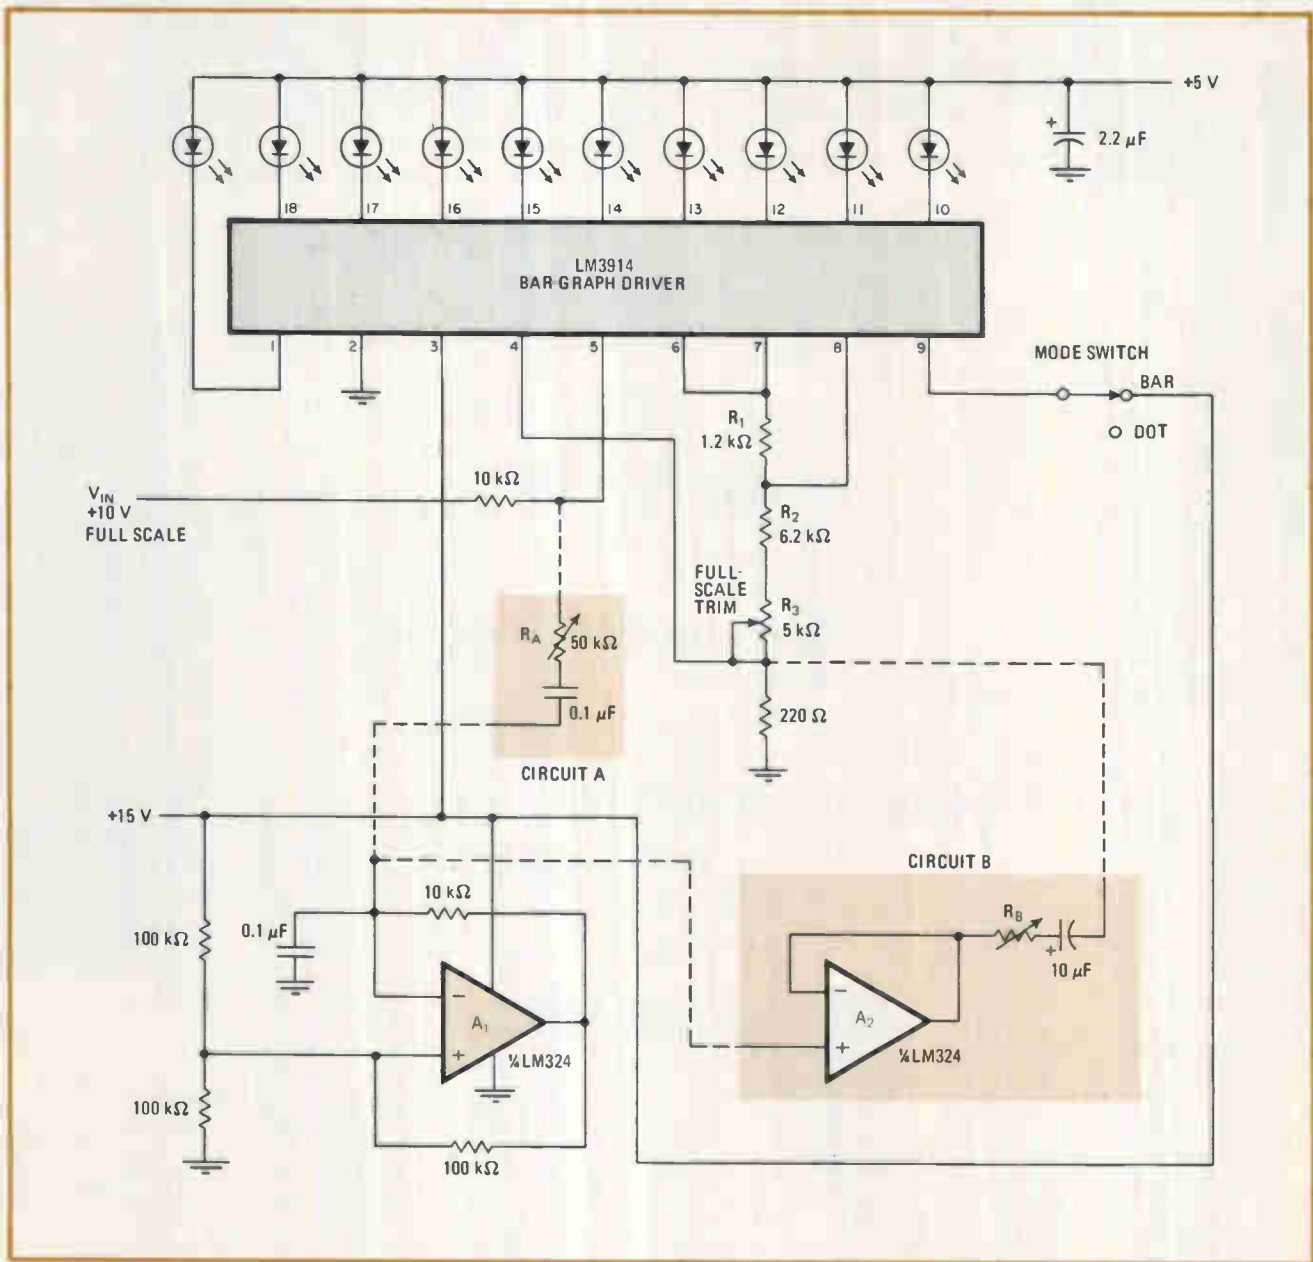 +5 V
+
2.2 µF
18
17
16
15
14
13
12
11
10
LM3914
BAR-GRAPH DRIVER
1
2
3
4
5
6
7
8
9
MODE SWITCH
BAR
DOT
R1
1.2 kΩ
10 kΩ
VIN
+10 V
FULL SCALE
R2
6.2 kΩ
FULL-
SCALE
TRIM
R3
5 kΩ
RA
50 kΩ
0.1 µF
220 Ω
CIRCUIT A
+15 V
CIRCUIT B
10 kΩ
RB
0.1 µF
100 kΩ
+
10 µF
−
A1
+
¼ LM324
−
A2
+
¼ LM324
100 kΩ
100 kΩ